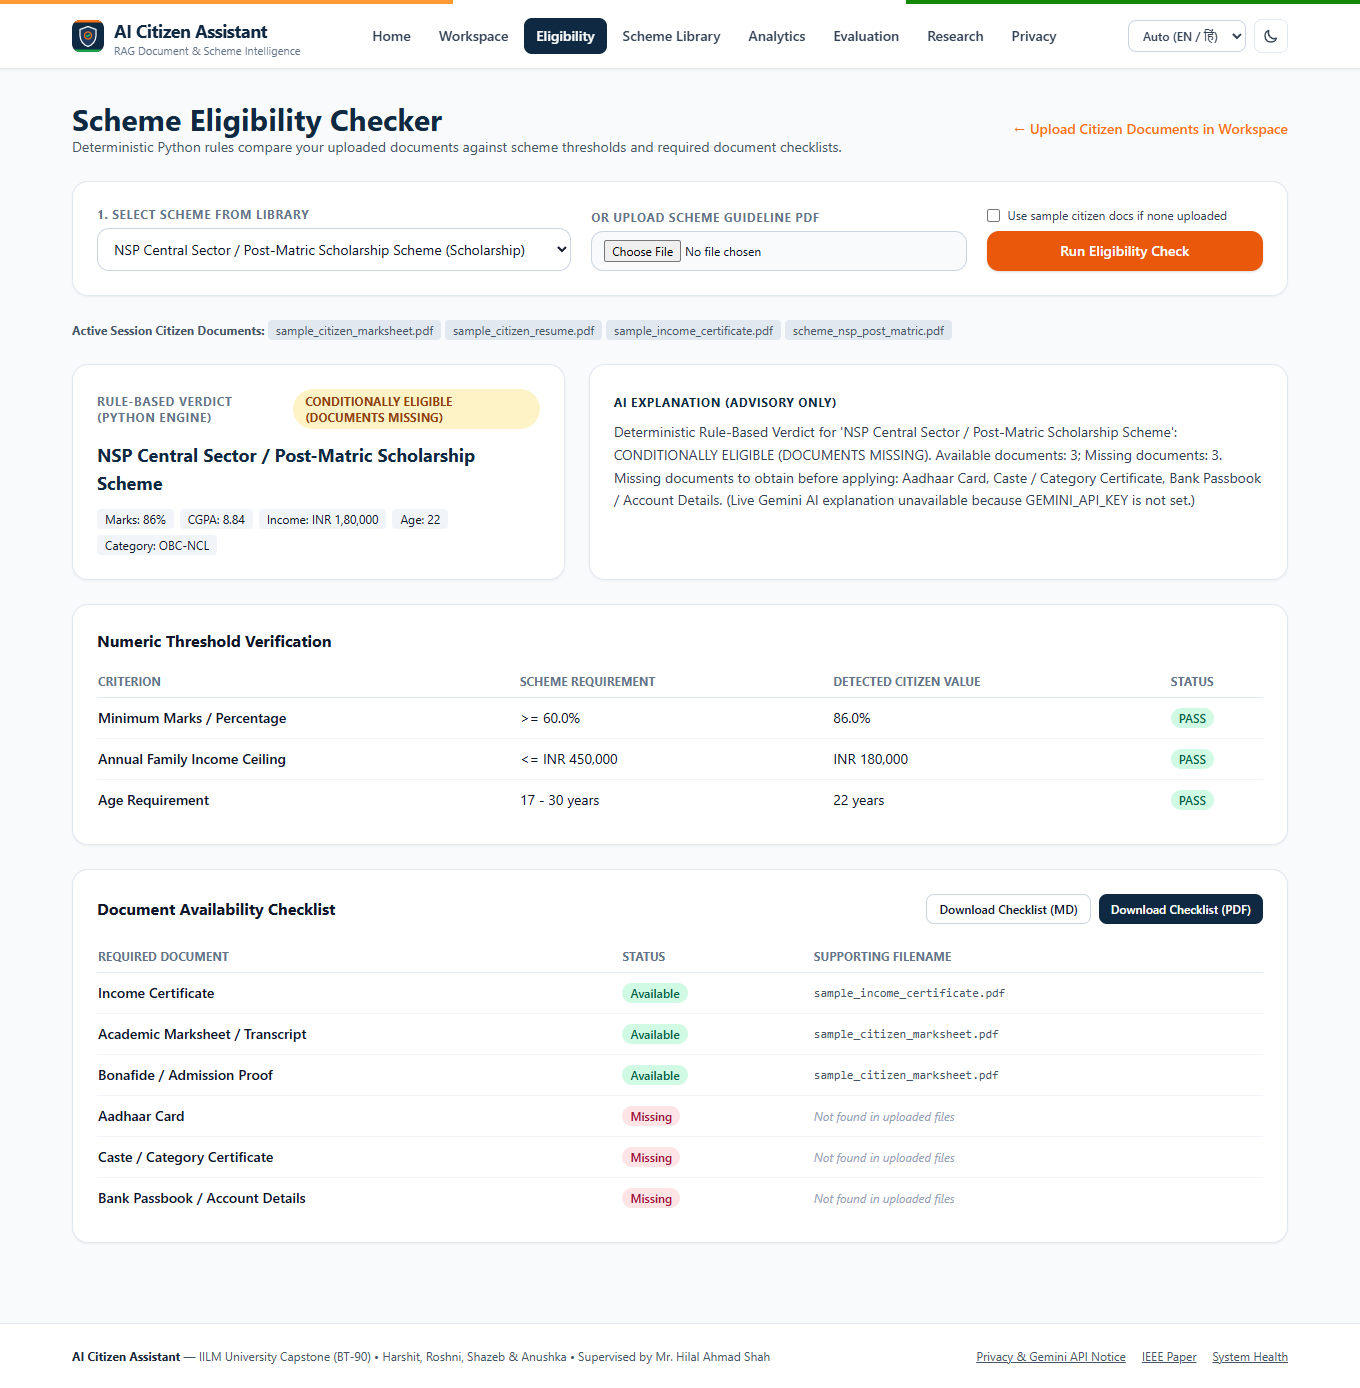 AI Citizen Assistant
RAG Document & Scheme Intelligence
Home
Workspace
Eligibility
Scheme Library
Analytics
Evaluation
Research
Privacy
Auto (EN / हिं)
Scheme Eligibility Checker
Deterministic Python rules compare your uploaded documents against scheme thresholds and required document checklists.
← Upload Citizen Documents in Workspace
1. SELECT SCHEME FROM LIBRARY
NSP Central Sector / Post-Matric Scholarship Scheme (Scholarship)
OR UPLOAD SCHEME GUIDELINE PDF
Choose File No file chosen
Use sample citizen docs if none uploaded
Run Eligibility Check
Active Session Citizen Documents: sample_citizen_marksheet.pdf sample_citizen_resume.pdf sample_income_certificate.pdf scheme_nsp_post_matric.pdf
RULE-BASED VERDICT
(PYTHON ENGINE)
CONDITIONALLY ELIGIBLE
(DOCUMENTS MISSING)
NSP Central Sector / Post-Matric Scholarship
Scheme
Marks: 86% CGPA: 8.84 Income: INR 1,80,000 Age: 22
Category: OBC-NCL
AI EXPLANATION (ADVISORY ONLY)
Deterministic Rule-Based Verdict for 'NSP Central Sector / Post-Matric Scholarship Scheme':
CONDITIONALLY ELIGIBLE (DOCUMENTS MISSING). Available documents: 3; Missing documents: 3.
Missing documents to obtain before applying: Aadhaar Card, Caste / Category Certificate, Bank Passbook
/ Account Details. (Live Gemini AI explanation unavailable because GEMINI_API_KEY is not set.)
Numeric Threshold Verification
CRITERION SCHEME REQUIREMENT DETECTED CITIZEN VALUE STATUS
Minimum Marks / Percentage >= 60.0% 86.0% PASS
Annual Family Income Ceiling <= INR 450,000 INR 180,000 PASS
Age Requirement 17 - 30 years 22 years PASS
Document Availability Checklist
Download Checklist (MD)
Download Checklist (PDF)
REQUIRED DOCUMENT STATUS SUPPORTING FILENAME
Income Certificate Available sample_income_certificate.pdf
Academic Marksheet / Transcript Available sample_citizen_marksheet.pdf
Bonafide / Admission Proof Available sample_citizen_marksheet.pdf
Aadhaar Card Missing Not found in uploaded files
Caste / Category Certificate Missing Not found in uploaded files
Bank Passbook / Account Details Missing Not found in uploaded files
AI Citizen Assistant — IILM University Capstone (BT-90) • Harshit, Roshni, Shazeb & Anushka • Supervised by Mr. Hilal Ahmad Shah
Privacy & Gemini API Notice
IEEE Paper
System Health